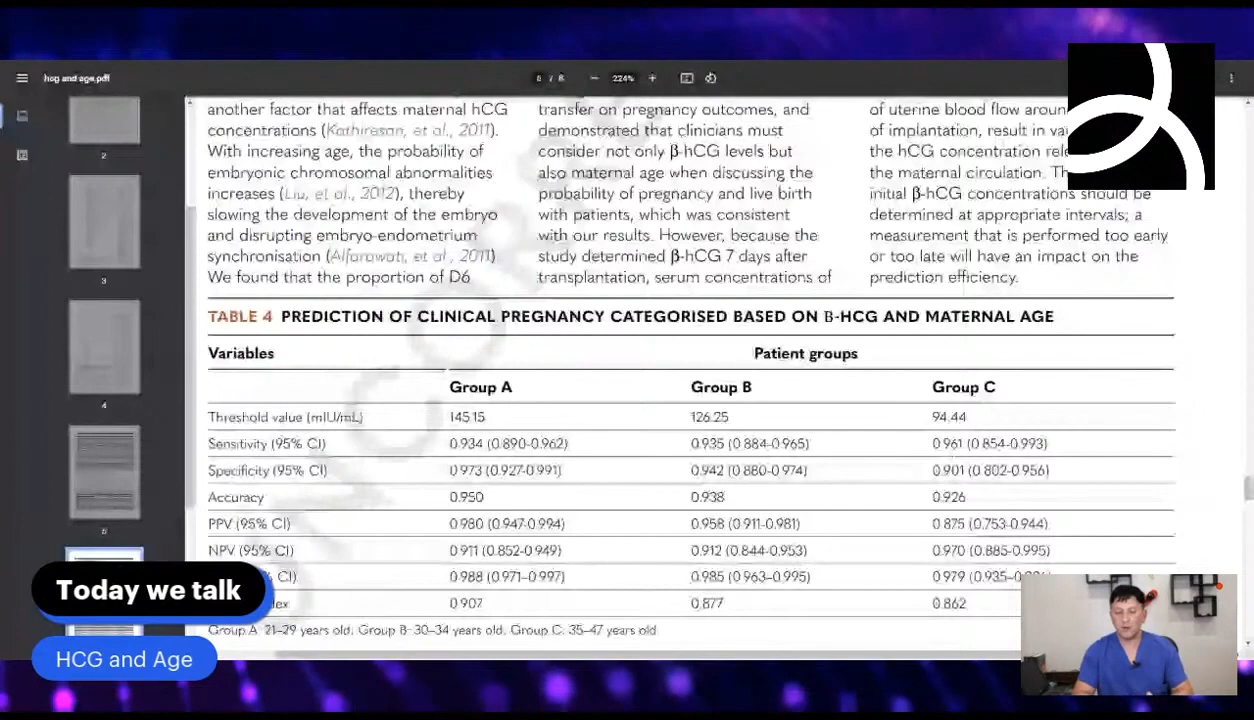 hcg and age.pdf
6 / 8
224%
another factor that affects maternal hCG
concentrations (Kathiresan, et al., 2011).
With increasing age, the probability of
embryonic chromosomal abnormalities
increases (Liu, et al., 2012), thereby
slowing the development of the embryo
and disrupting embryo-endometrium
synchronisation (Alfarawati, et al., 2011)
We found that the proportion of D6
transfer on pregnancy outcomes, and
demonstrated that clinicians must
consider not only β-hCG levels but
also maternal age when discussing the
probability of pregnancy and live birth
with patients, which was consistent
with our results. However, because the
study determined β-hCG 7 days after
transplantation, serum concentrations of
of uterine blood flow
of implantation, result in
the hCG concentration
the maternal circulation.
initial β-hCG concentrations should be
determined at appropriate intervals; a
measurement that is performed too early
or too late will have an impact on the
prediction efficiency.
TABLE 4 PREDICTION OF CLINICAL PREGNANCY CATEGORISED BASED ON Β-HCG AND MATERNAL AGE
Variables Patient groups
Group A Group B Group C
Threshold value (mIU/mL) 145.15 126.25 94.44
Sensitivity (95% CI) 0.934 (0.890-0.962) 0.935 (0.884-0.965) 0.961 (0.854-0.993)
Specificity (95% CI) 0.973 (0.927-0.991) 0.942 (0.880-0.974) 0.901 (0.802-0.956)
Accuracy 0.950 0.938 0.926
PPV (95% CI) 0.980 (0.947-0.994) 0.958 (0.911-0.981) 0.875 (0.753-0.944)
NPV (95% CI) 0.911 (0.852-0.949) 0.912 (0.844-0.953) 0.970 (0.885-0.995)
CI) 0.988 (0.971-0.997) 0.985 (0.963-0.995) 0.979
0.907 0.877 0.862
Group A: 21–29 years old; Group B: 30–34 years old; Group C: 35–47 years old
2
3
4
5
Today we talk
HCG and Age